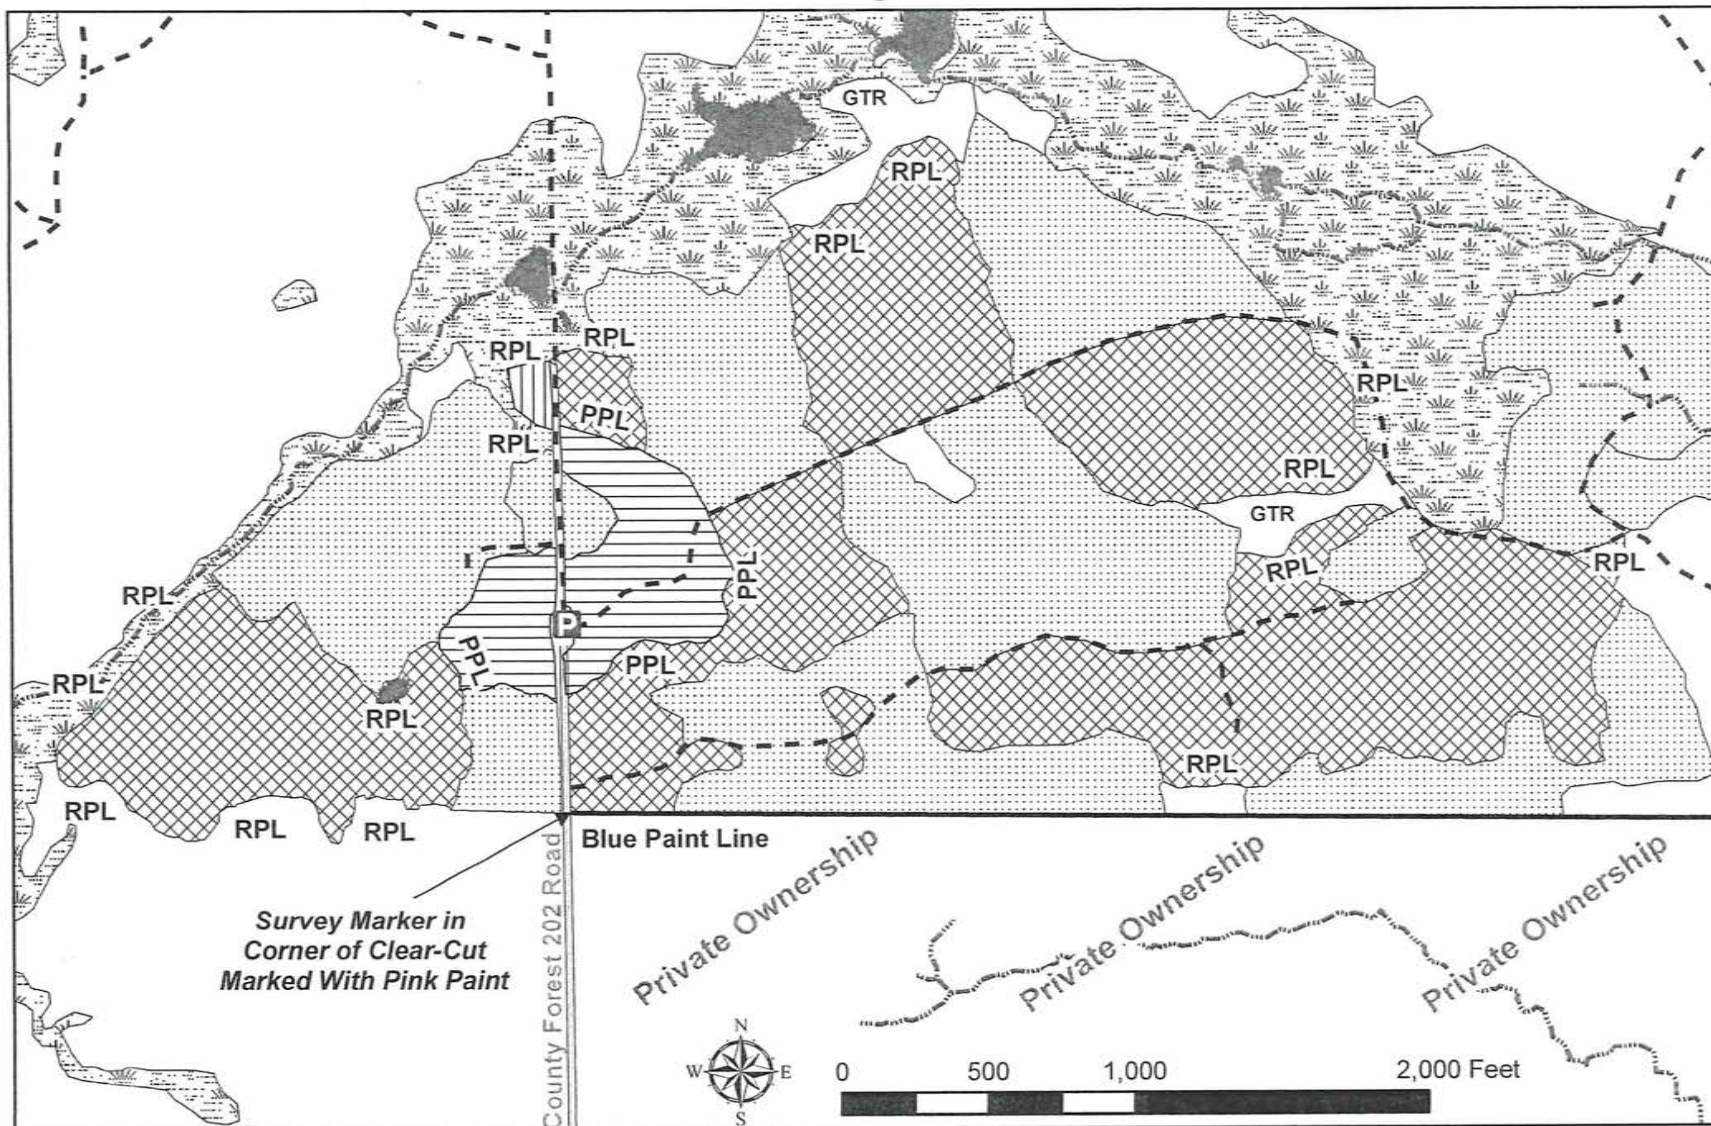 GTR
RPL
RPL
RPL
RPL
RPL
PPL
RPL
RPL
GTR
PPL
RPL
RPL
RPL
PPL
PPL
RPL
RPL
RPL
RPL
RPL
RPL
P
Blue Paint Line
Survey Marker in
Corner of Clear-Cut
Marked With Pink Paint
County Forest 202 Road
Private Ownership
Private Ownership
Private Ownership
N
W
E
S
0
500
1,000
2,000 Feet